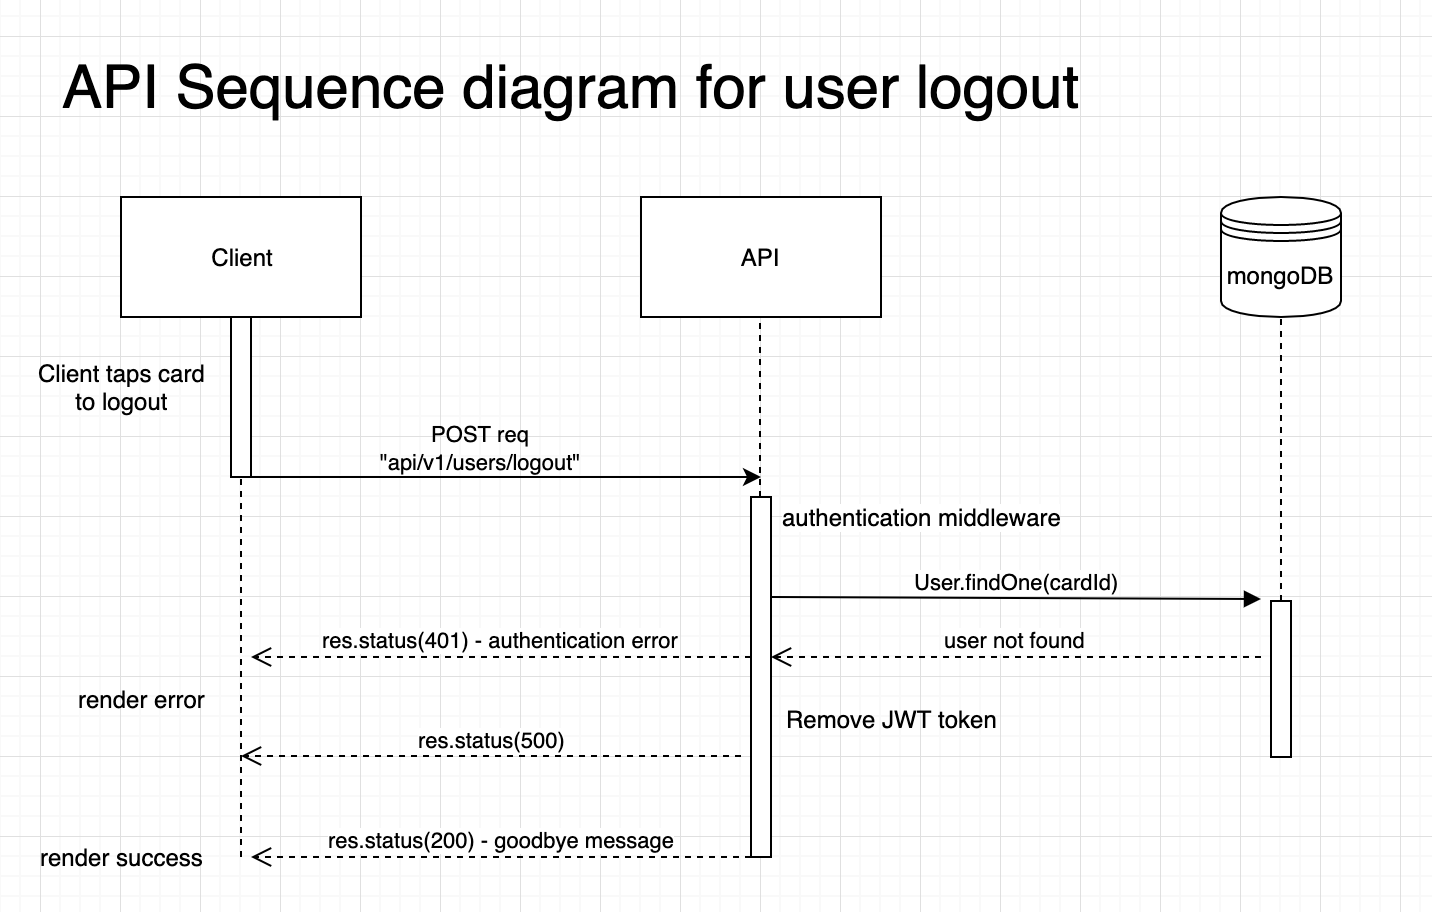 API Sequence diagram for user logout
Client
API
mongoDB
Client taps card
to logout
POST req
"api/v1/users/logout"
authentication middleware
User.findOne(cardId)
res.status(401) - authentication error
user not found
render error
Remove JWT token
res.status(500)
res.status(200) - goodbye message
render success